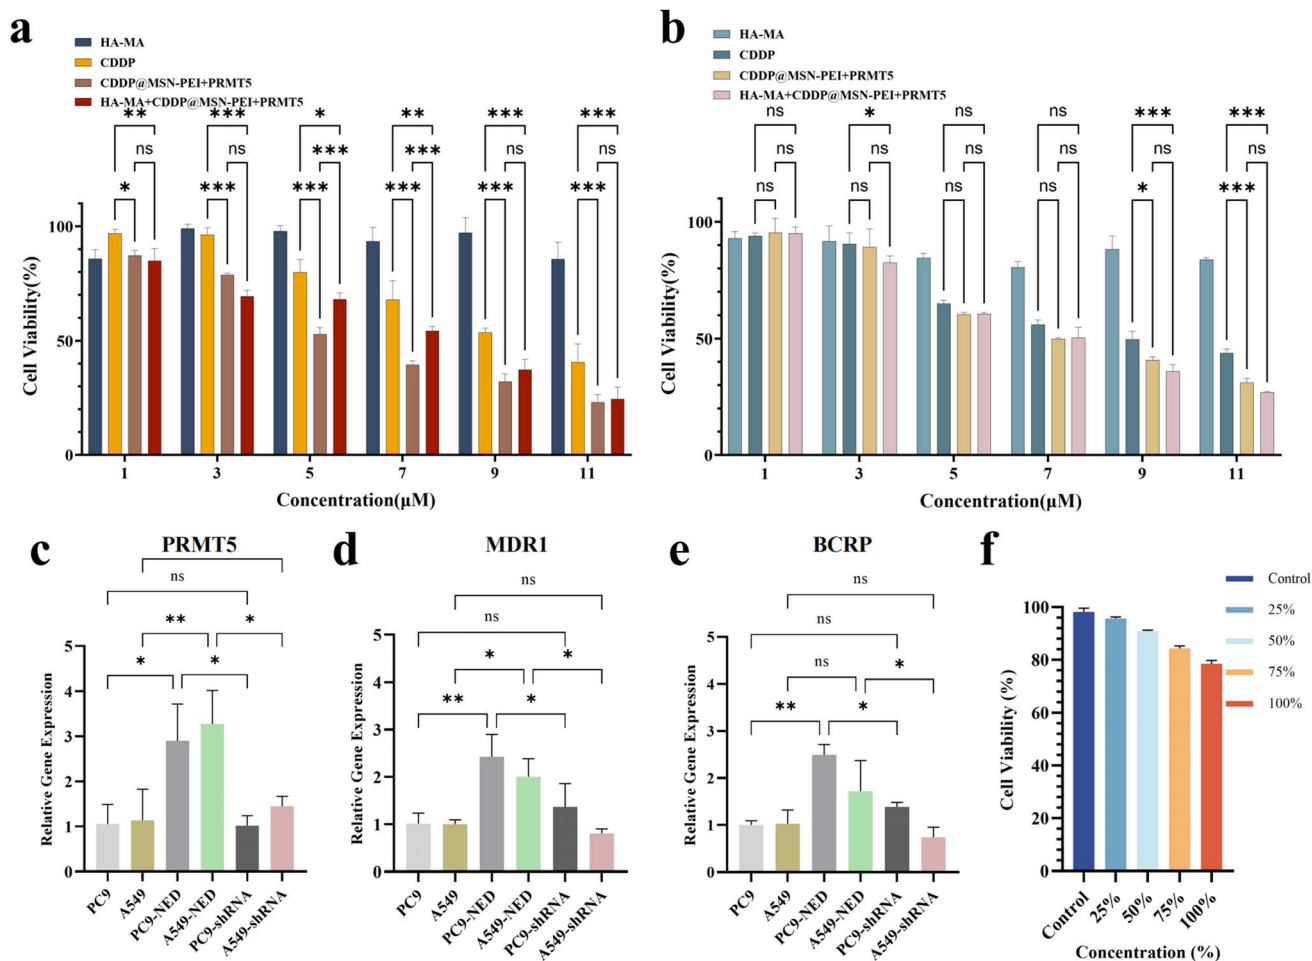 a
HA-MA
CDDP
CDDP@MSN-PEI+PRMT5
HA-MA+CDDP@MSN-PEI+PRMT5
** *** * ** *** ***
ns ns *** *** ns ns
* *** *** *** *** ***
100
50
0
Cell Viability(%)
1 3 5 7 9 11
Concentration(μM)
b
HA-MA
CDDP
CDDP@MSN-PEI+PRMT5
HA-MA+CDDP@MSN-PEI+PRMT5
ns * ns ns *** ***
ns ns ns ns ns ns
ns ns ns ns * ***
100
50
0
Cell Viability(%)
1 3 5 7 9 11
Concentration(μM)
c
PRMT5
ns
** *
* *
5
4
3
2
1
0
Relative Gene Expression
PC9 A549 PC9-NED A549-NED PC9-shRNA A549-shRNA
d
MDR1
ns
ns
* *
** *
5
4
3
2
1
0
Relative Gene Expression
PC9 A549 PC9-NED A549-NED PC9-shRNA A549-shRNA
e
BCRP
ns
ns
ns *
** *
5
4
3
2
1
0
Relative Gene Expression
PC9 A549 PC9-NED A549-NED PC9-shRNA A549-shRNA
f
Control
25%
50%
75%
100%
100
80
60
40
20
0
Cell Viability (%)
Control 25% 50% 75% 100%
Concentration (%)